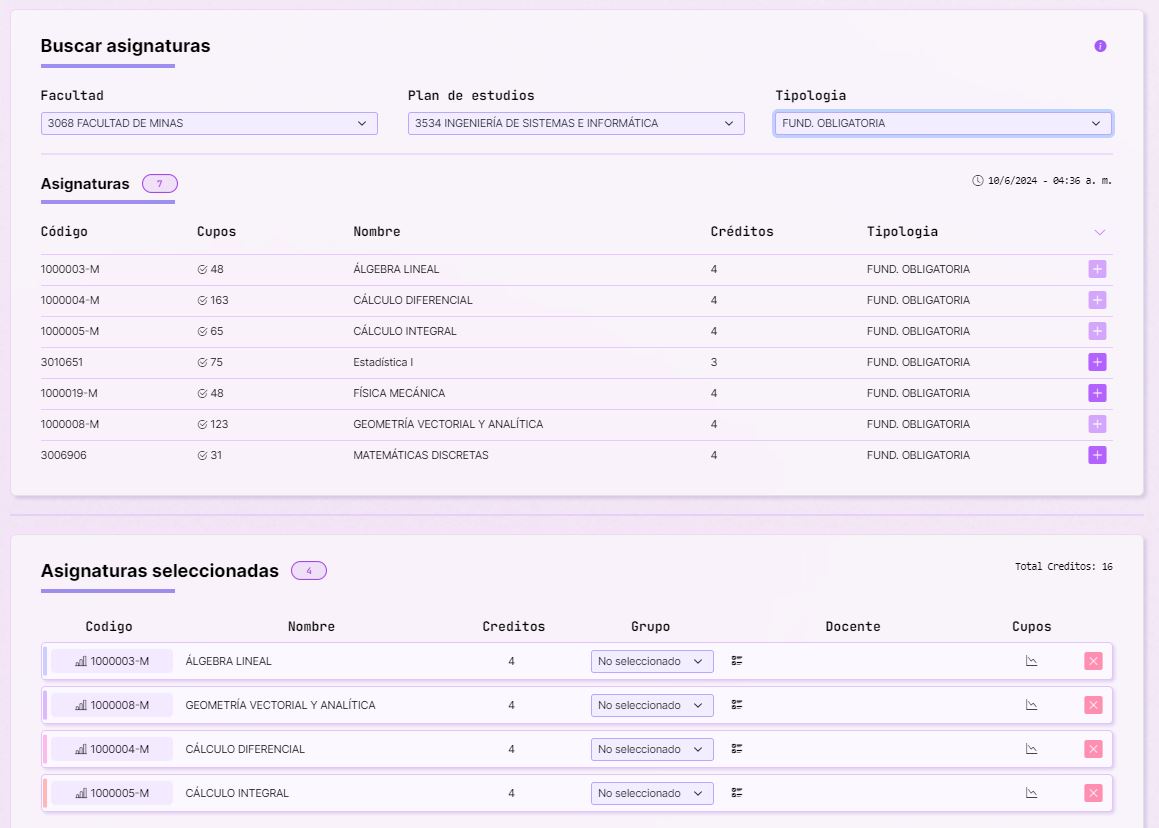 Buscar asignaturas
Facultad Plan de estudios Tipologia
3068 FACULTAD DE MINAS 3534 INGENIERÍA DE SISTEMAS E INFORMÁTICA FUND. OBLIGATORIA
Asignaturas 7 10/6/2024 - 04:36 a. m.
Código Cupos Nombre Créditos Tipologia
1000003-M 48 ÁLGEBRA LINEAL 4 FUND. OBLIGATORIA
1000004-M 163 CÁLCULO DIFERENCIAL 4 FUND. OBLIGATORIA
1000005-M 65 CÁLCULO INTEGRAL 4 FUND. OBLIGATORIA
3010651 75 Estadística I 3 FUND. OBLIGATORIA
1000019-M 48 FÍSICA MECÁNICA 4 FUND. OBLIGATORIA
1000008-M 123 GEOMETRÍA VECTORIAL Y ANALÍTICA 4 FUND. OBLIGATORIA
3006906 31 MATEMÁTICAS DISCRETAS 4 FUND. OBLIGATORIA
Asignaturas seleccionadas 4 Total Creditos: 16
Codigo Nombre Creditos Grupo Docente Cupos
1000003-M ÁLGEBRA LINEAL 4 No seleccionado
1000008-M GEOMETRÍA VECTORIAL Y ANALÍTICA 4 No seleccionado
1000004-M CÁLCULO DIFERENCIAL 4 No seleccionado
1000005-M CÁLCULO INTEGRAL 4 No seleccionado